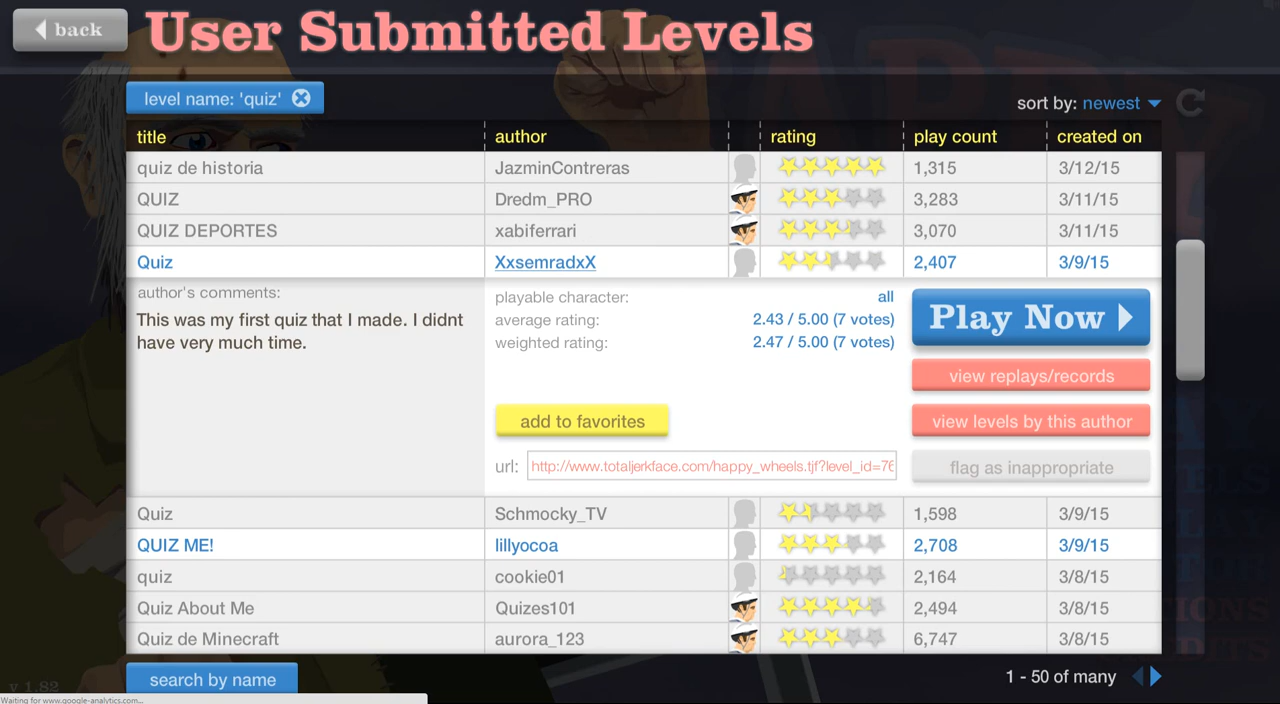 back
User Submitted Levels
level name: 'quiz'
sort by: newest
title author rating play count created on
quiz de historia JazminContreras 1,315 3/12/15
QUIZ Dredm_PRO 3,283 3/11/15
QUIZ DEPORTES xabiferrari 3,070 3/11/15
Quiz XxsemradxX 2,407 3/9/15
author's comments:
This was my first quiz that I made. I didnt
have very much time.
playable character: all
average rating: 2.43 / 5.00 (7 votes)
weighted rating: 2.47 / 5.00 (7 votes)
add to favorites
url: http://www.totaljerkface.com/happy_wheels.tjf?level_id=76
Play Now
view replays/records
view levels by this author
flag as inappropriate
Quiz Schmocky_TV 1,598 3/9/15
QUIZ ME! lillyocoa 2,708 3/9/15
quiz cookie01 2,164 3/8/15
Quiz About Me Quizes101 2,494 3/8/15
Quiz de Minecraft aurora_123 6,747 3/8/15
search by name
1 - 50 of many
v 1.82
Waiting for www.google-analytics.com...